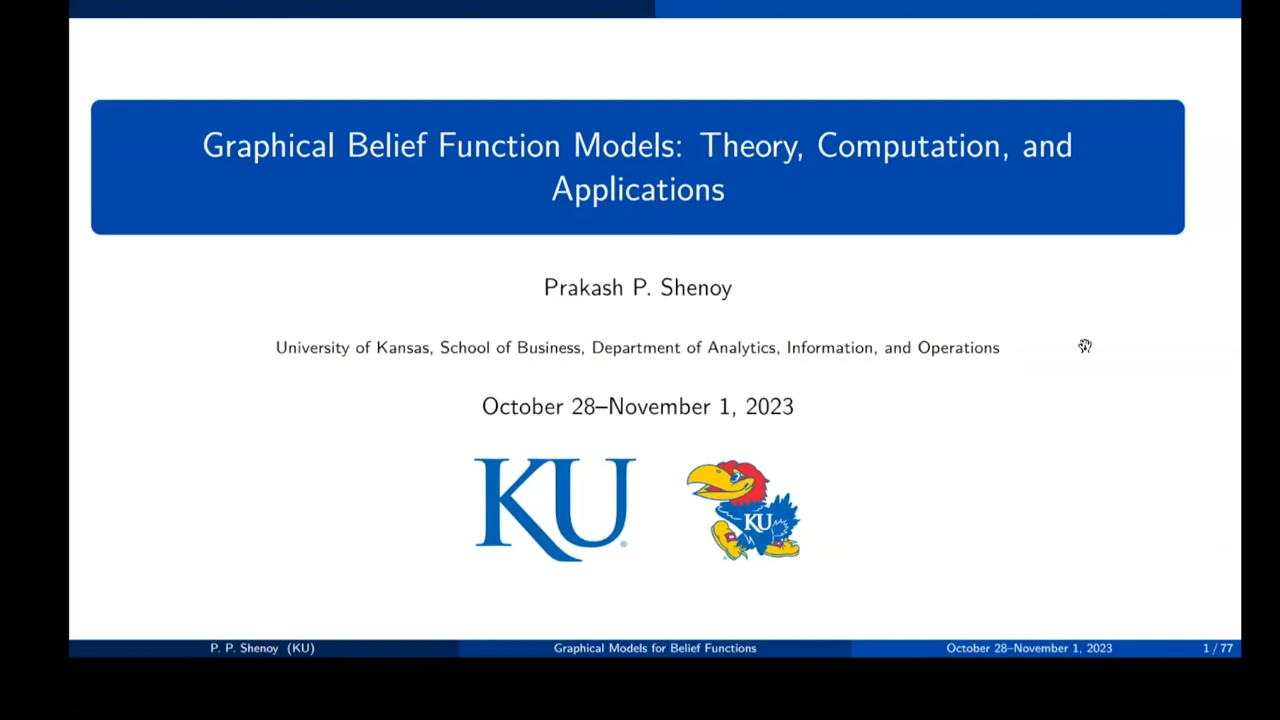 Graphical Belief Function Models: Theory, Computation, and
Applications
Prakash P. Shenoy
University of Kansas, School of Business, Department of Analytics, Information, and Operations
October 28–November 1, 2023
KU®
KU
P. P. Shenoy (KU) Graphical Models for Belief Functions October 28–November 1, 2023 1 / 77